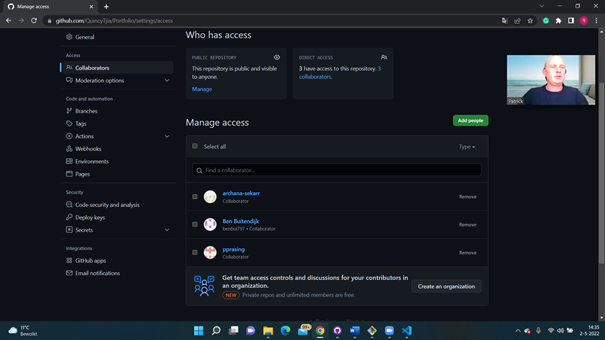 Manage access
github.com/QuincyTjia/Portfolio/settings/access
General
Access
Collaborators
Moderation options
Code and automation
Branches
Tags
Actions
Webhooks
Environments
Pages
Security
Code security and analysis
Deploy keys
Secrets
Integrations
GitHub apps
Email notifications
Who has access
PUBLIC REPOSITORY
This repository is public and visible
to anyone.
Manage
DIRECT ACCESS
3 have access to this repository. 3
collaborators.
Patrick
Manage access
Add people
Select all
Type
Find a collaborator...
archana-sekarr
Collaborator
Remove
Ben Buitendijk
benbui797 • Collaborator
Remove
pprasing
Collaborator
Remove
Get team access controls and discussions for your contributors in
an organization.
NEW Private repos and unlimited members are free.
Create an organization
11°C
Bewolkt
99+
14:35
2-5-2022